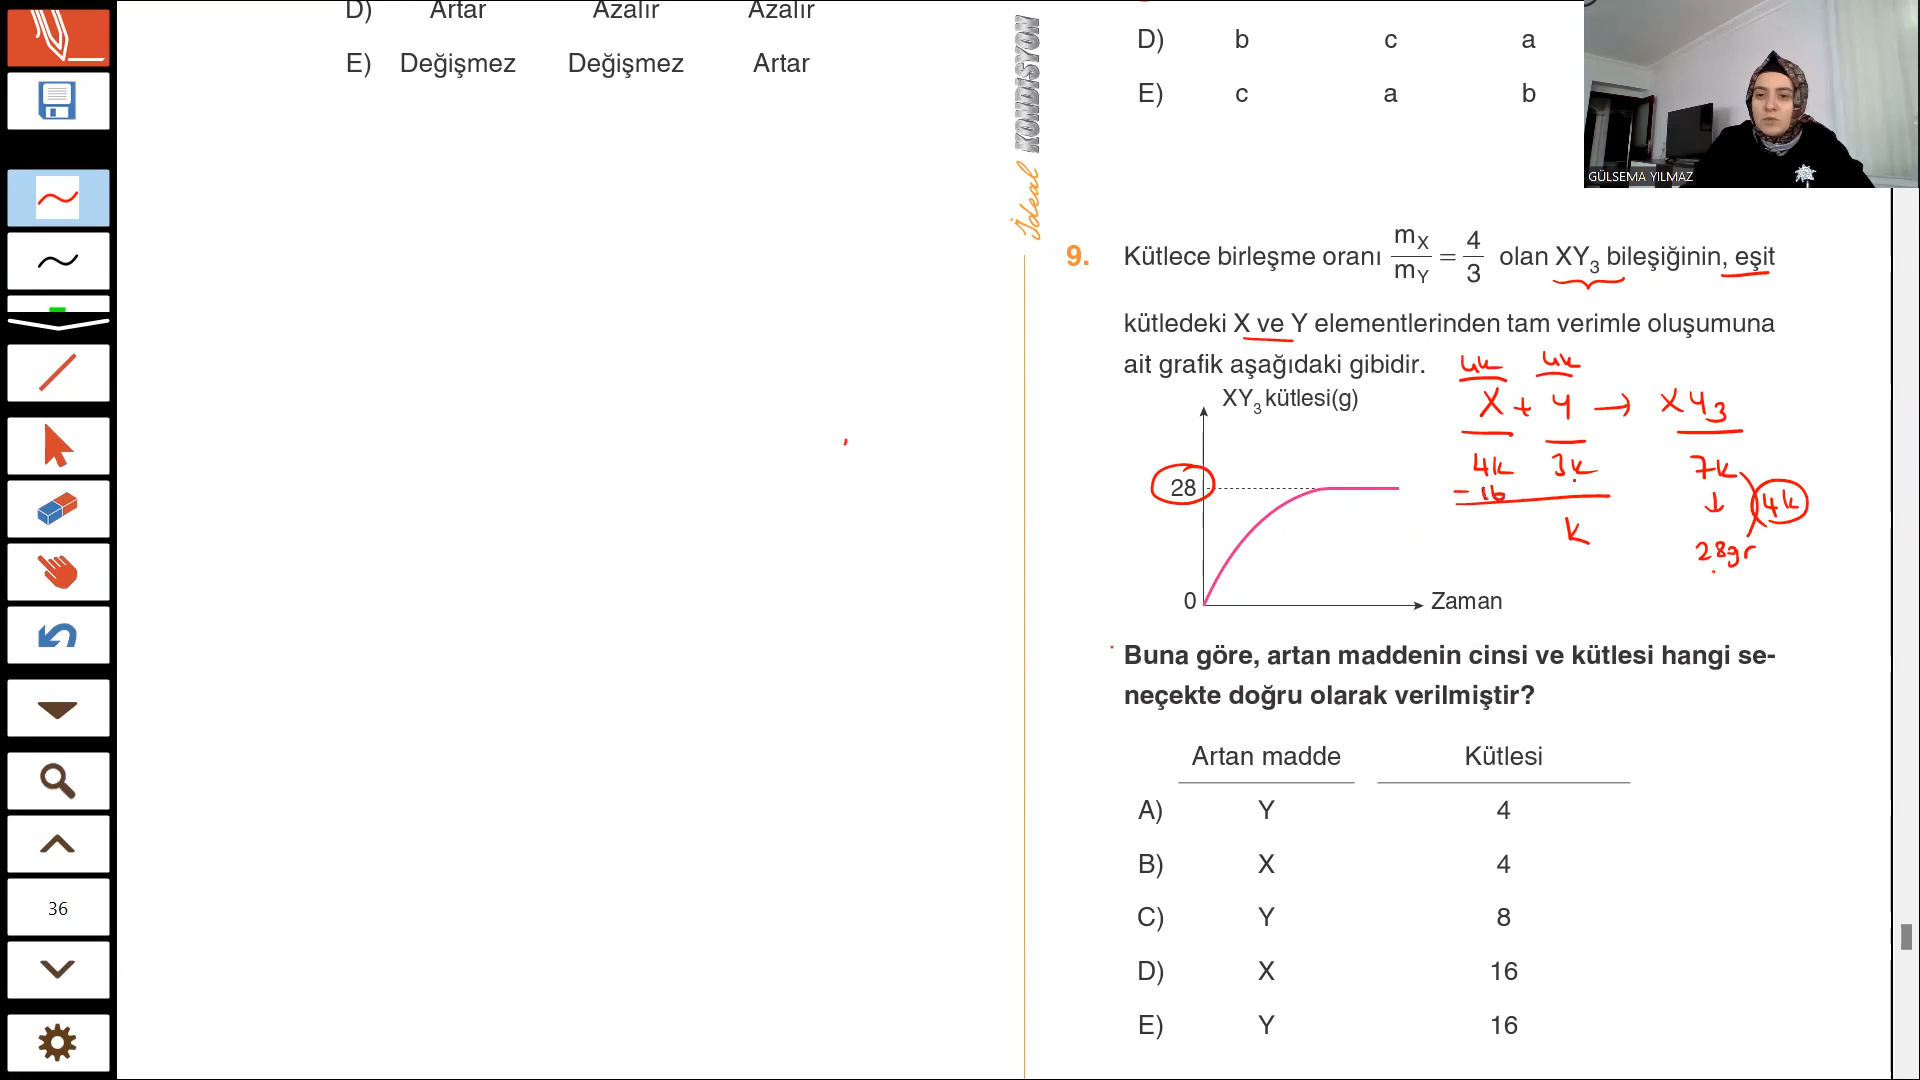 D) Artar Azalır Azalır
E) Değişmez Değişmez Artar
36
İdeal KONDİSYON
D) b c a
E) c a b
GÜLSEMA YILMAZ
9. Kütlece birleşme oranı mX/mY = 4/3 olan XY3 bileşiğinin, eşit
kütledeki X ve Y elementlerinden tam verimle oluşumuna
ait grafik aşağıdaki gibidir.
4k 4k
X + Y → XY3
4k 3k 7k
-16 ↓ 4k
k 28gr
XY3 kütlesi(g)
28
0 Zaman
Buna göre, artan maddenin cinsi ve kütlesi hangi se-
neçekte doğru olarak verilmiştir?
Artan madde Kütlesi
A) Y 4
B) X 4
C) Y 8
D) X 16
E) Y 16